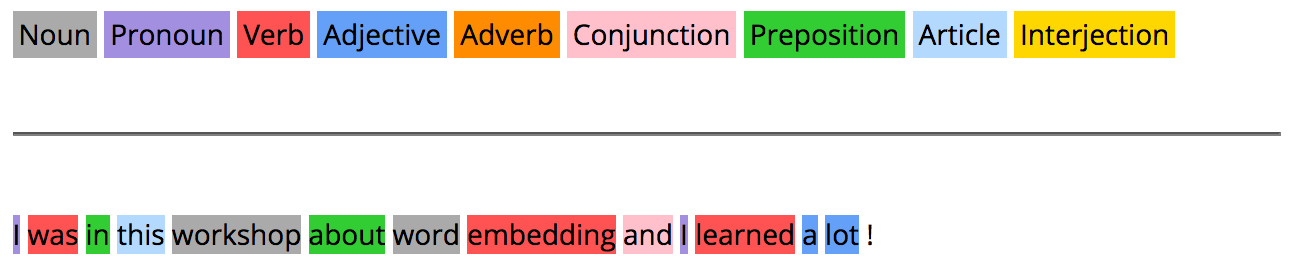 Noun Pronoun Verb Adjective Adverb Conjunction Preposition Article Interjection
I was in this workshop about word embedding and I learned a lot !